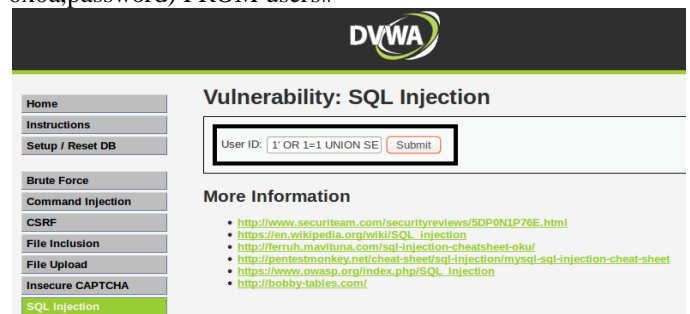 0x0a,password) FROM users#
DVWA
Home
Instructions
Setup / Reset DB
Brute Force
Command Injection
CSRF
File Inclusion
File Upload
Insecure CAPTCHA
SQL Injection
Vulnerability: SQL Injection
User ID: 1' OR 1=1 UNION SE Submit
More Information
http://www.securiteam.com/securityreviews/5DP0N1P76E.html
https://en.wikipedia.org/wiki/SQL_injection
http://ferruh.mavituna.com/sql-injection-cheatsheet-oku/
http://pentestmonkey.net/cheat-sheet/sql-injection/mysql-sql-injection-cheat-sheet
https://www.owasp.org/index.php/SQL_Injection
http://bobby-tables.com/